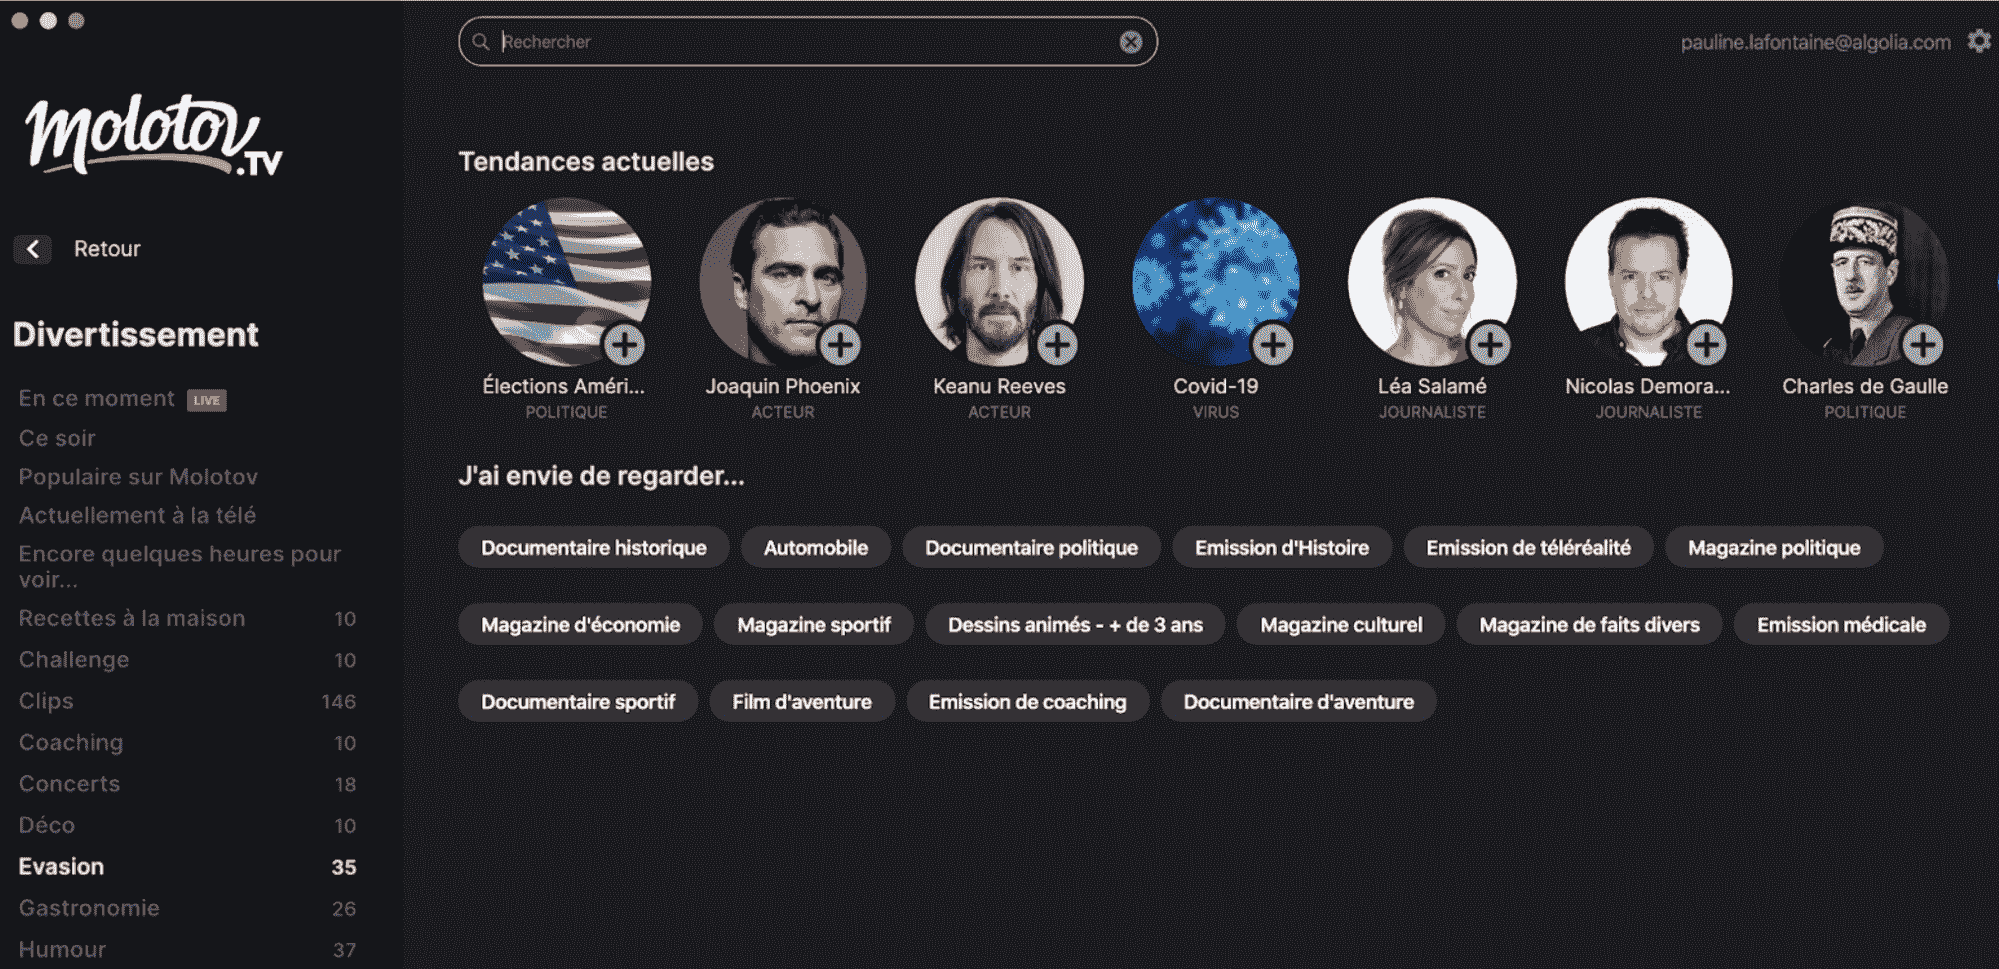 Rechercher
pauline.lafontaine@algolia.com
molotov.TV
Retour
Divertissement
En ce moment LIVE
Ce soir
Populaire sur Molotov
Actuellement à la télé
Encore quelques heures pour
voir...
Recettes à la maison 10
Challenge 10
Clips 146
Coaching 10
Concerts 18
Déco 10
Evasion 35
Gastronomie 26
Humour 37
Tendances actuelles
Élections Améri... Joaquin Phoenix Keanu Reeves Covid-19 Léa Salamé Nicolas Demora... Charles de Gaulle
POLITIQUE ACTEUR ACTEUR VIRUS JOURNALISTE JOURNALISTE POLITIQUE
J'ai envie de regarder...
Documentaire historique Automobile Documentaire politique Emission d'Histoire Emission de téléréalité Magazine politique
Magazine d'économie Magazine sportif Dessins animés - + de 3 ans Magazine culturel Magazine de faits divers Emission médicale
Documentaire sportif Film d'aventure Emission de coaching Documentaire d'aventure